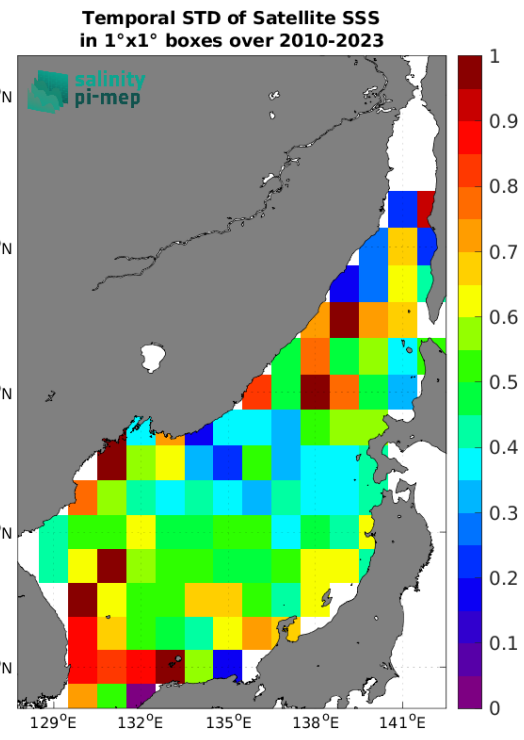 Temporal STD of Satellite SSS
in 1°x1° boxes over 2010-2023
salinity
pi-mep
°N
°N
°N
°N
°N
129°E 132°E 135°E 138°E 141°E
1
0.9
0.8
0.7
0.6
0.5
0.4
0.3
0.2
0.1
0